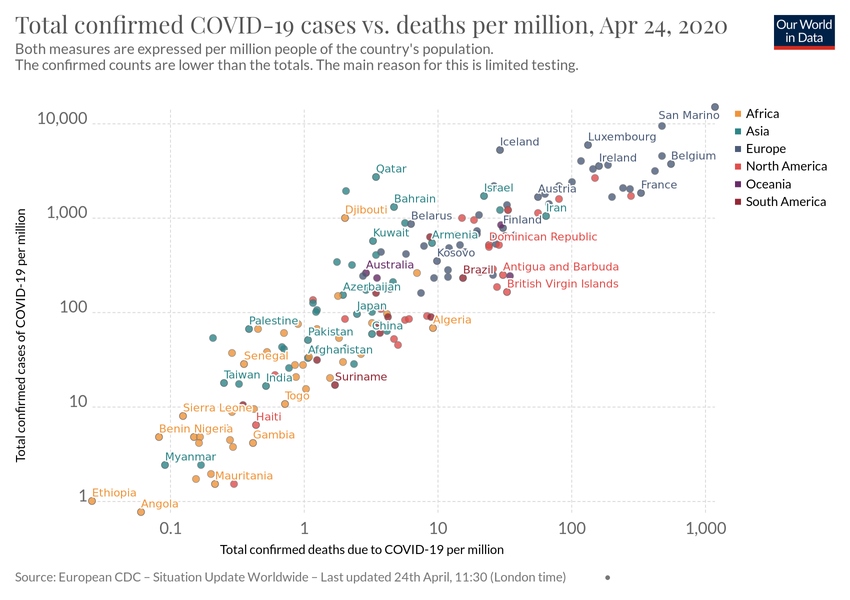 Total confirmed COVID-19 cases vs. deaths per million, Apr 24, 2020
Our World
in Data
Both measures are expressed per million people of the country's population.
The confirmed counts are lower than the totals. The main reason for this is limited testing.
Total confirmed cases of COVID-19 per million
10,000
1,000
100
10
1
San Marino
Iceland
Luxembourg
Ireland
Belgium
Qatar
Israel
Austria
France
Bahrain
Djibouti
Iran
Belarus
Finland
Kuwait
Armenia
Dominican Republic
Kosovo
Australia
Brazil
Antigua and Barbuda
Azerbaijan
British Virgin Islands
Japan
Palestine
China
Algeria
Pakistan
Senegal
Afghanistan
Taiwan
India
Suriname
Togo
Sierra Leone
Haiti
Benin
Nigeria
Gambia
Myanmar
Mauritania
Ethiopia
Angola
0.1
1
10
100
1,000
Total confirmed deaths due to COVID-19 per million
Africa
Asia
Europe
North America
Oceania
South America
Source: European CDC – Situation Update Worldwide – Last updated 24th April, 11:30 (London time)